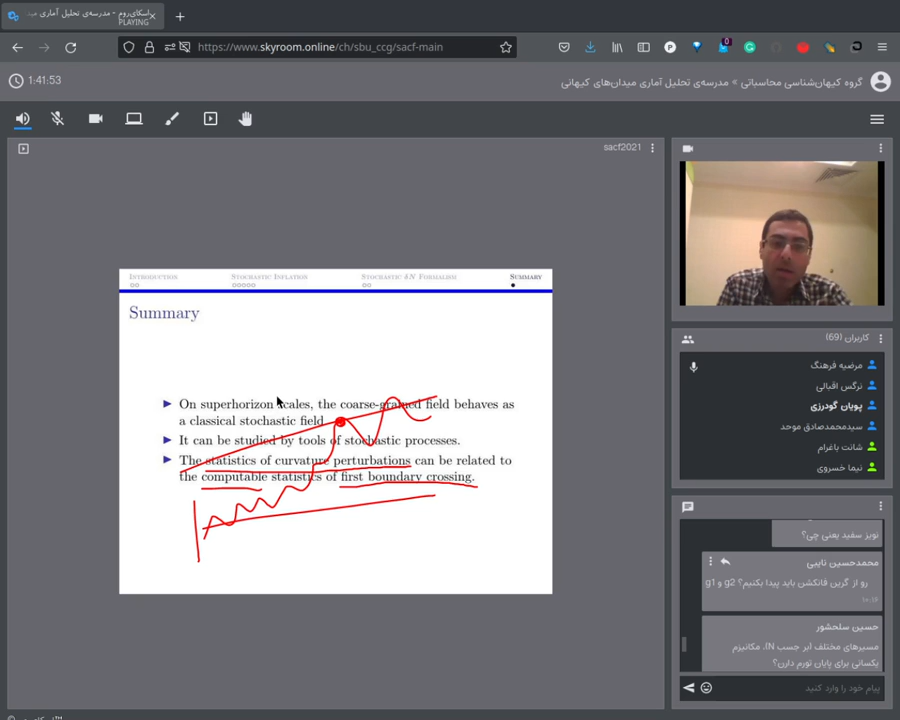 اسکای‌روم - مدرسه‌ی تحلیل آماری مید
PLAYING
https://www.skyroom.online/ch/sbu_ccg/sacf-main
0
1:41:53
گروه کیهان‌شناسی محاسباتی » مدرسه‌ی تحلیل آماری میدان‌های کیهانی
sacf2021
INTRODUCTION
STOCHASTIC INFLATION
STOCHASTIC δN FORMALISM
SUMMARY
Summary
On superhorizon scales, the coarse-grained field behaves as
a classical stochastic field
It can be studied by tools of stochastic processes.
The statistics of curvature perturbations can be related to
the computable statistics of first boundary crossing.
کاربران (69)
مرضیه فرهنگ
نرگس اقبالی
پویان گودرزی
سیدمحمدصادق موحد
شانت باغرام
نیما خسروی
نویز سفید یعنی چی؟
محمدحسین نایبی
g1 و g2 رو از گرین فانکشن باید پیدا بکنیم؟
۱۰:۱۴
حسین سلحشور
مسیرهای مختلف (بر حسب N)، مکانیزم
یکسانی برای پایان تورم دارن؟
پیام خود را وارد کنید